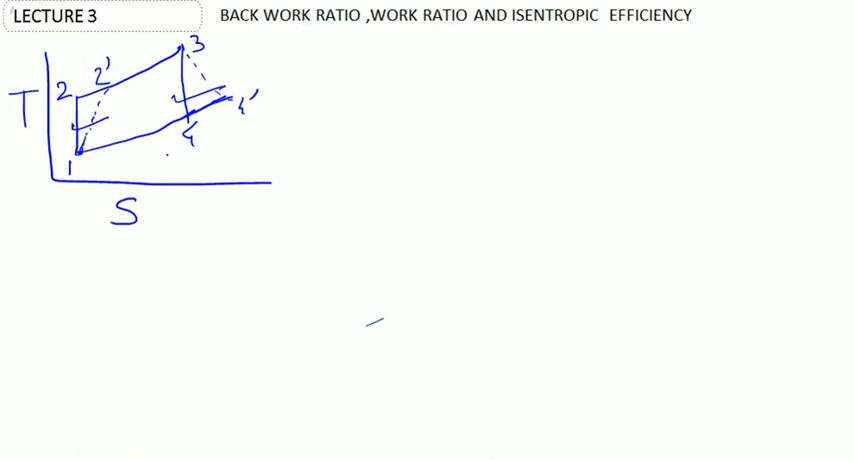 LECTURE 3
BACK WORK RATIO ,WORK RATIO AND ISENTROPIC EFFICIENCY
3
2'
2
T
4'
4
1
S